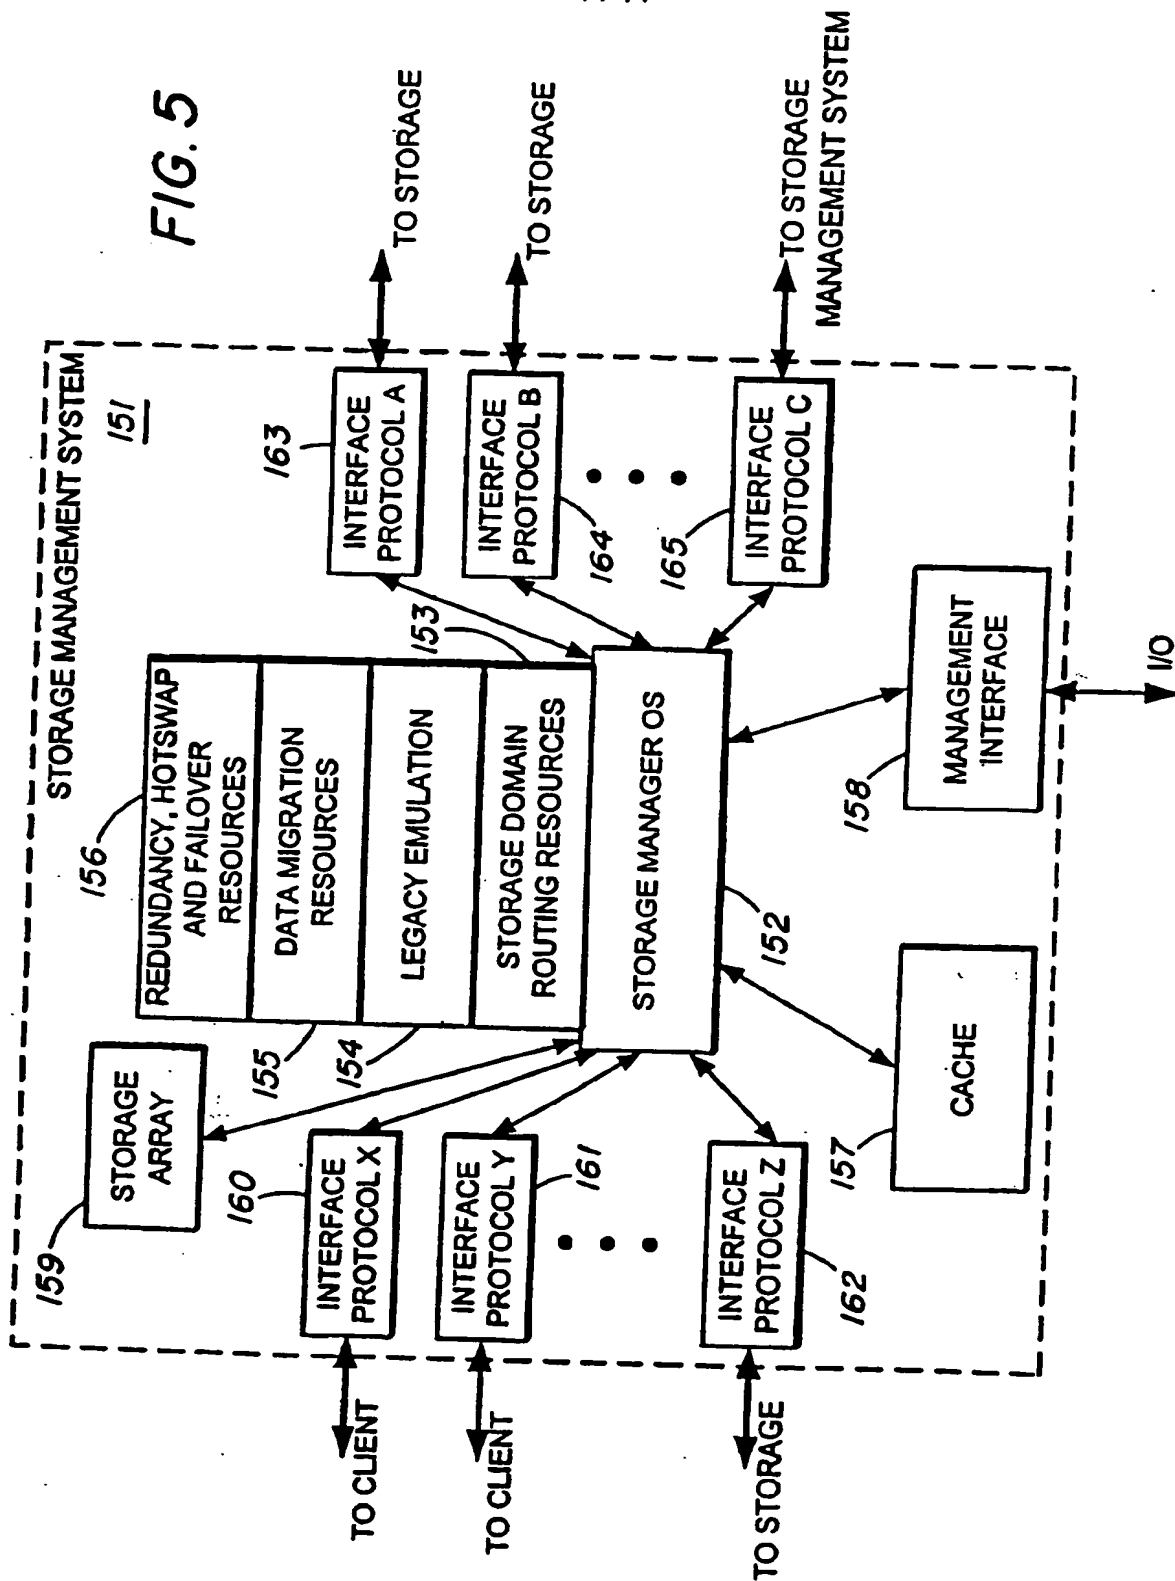 FIG. 5
STORAGE MANAGEMENT SYSTEM
151
159
STORAGE
ARRAY
156
REDUNDANCY, HOTSWAP
AND FAILOVER
RESOURCES
155
DATA MIGRATION
RESOURCES
154
LEGACY EMULATION
153
STORAGE DOMAIN
ROUTING RESOURCES
STORAGE MANAGER OS
152
160
INTERFACE
PROTOCOL X
TO CLIENT
161
INTERFACE
PROTOCOL Y
TO CLIENT
162
INTERFACE
PROTOCOL Z
TO STORAGE
163
INTERFACE
PROTOCOL A
TO STORAGE
164
INTERFACE
PROTOCOL B
TO STORAGE
165
INTERFACE
PROTOCOL C
TO STORAGE
MANAGEMENT SYSTEM
157
CACHE
158
MANAGEMENT
INTERFACE
I/O